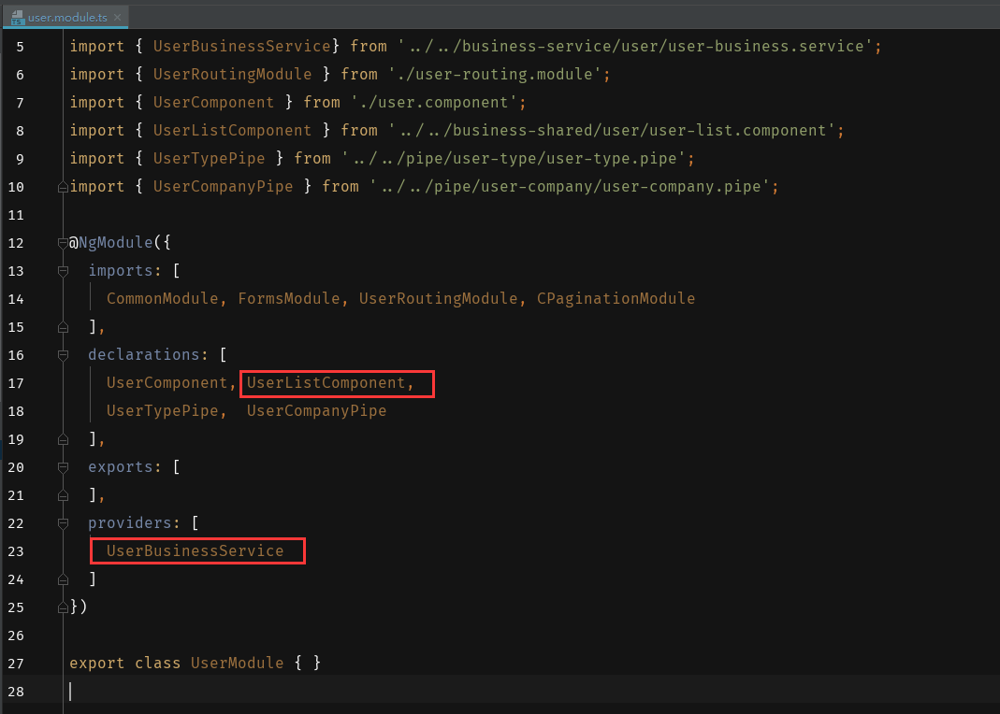 user.module.ts ×
5 import { UserBusinessService} from '../../business-service/user/user-business.service';
6 import { UserRoutingModule } from './user-routing.module';
7 import { UserComponent } from './user.component';
8 import { UserListComponent } from '../../business-shared/user/user-list.component';
9 import { UserTypePipe } from '../../pipe/user-type/user-type.pipe';
10 import { UserCompanyPipe } from '../../pipe/user-company/user-company.pipe';
11
12 @NgModule({
13 imports: [
14 CommonModule, FormsModule, UserRoutingModule, CPaginationModule
15 ],
16 declarations: [
17 UserComponent, UserListComponent,
18 UserTypePipe, UserCompanyPipe
19 ],
20 exports: [
21 ],
22 providers: [
23 UserBusinessService
24 ]
25 })
26
27 export class UserModule { }
28